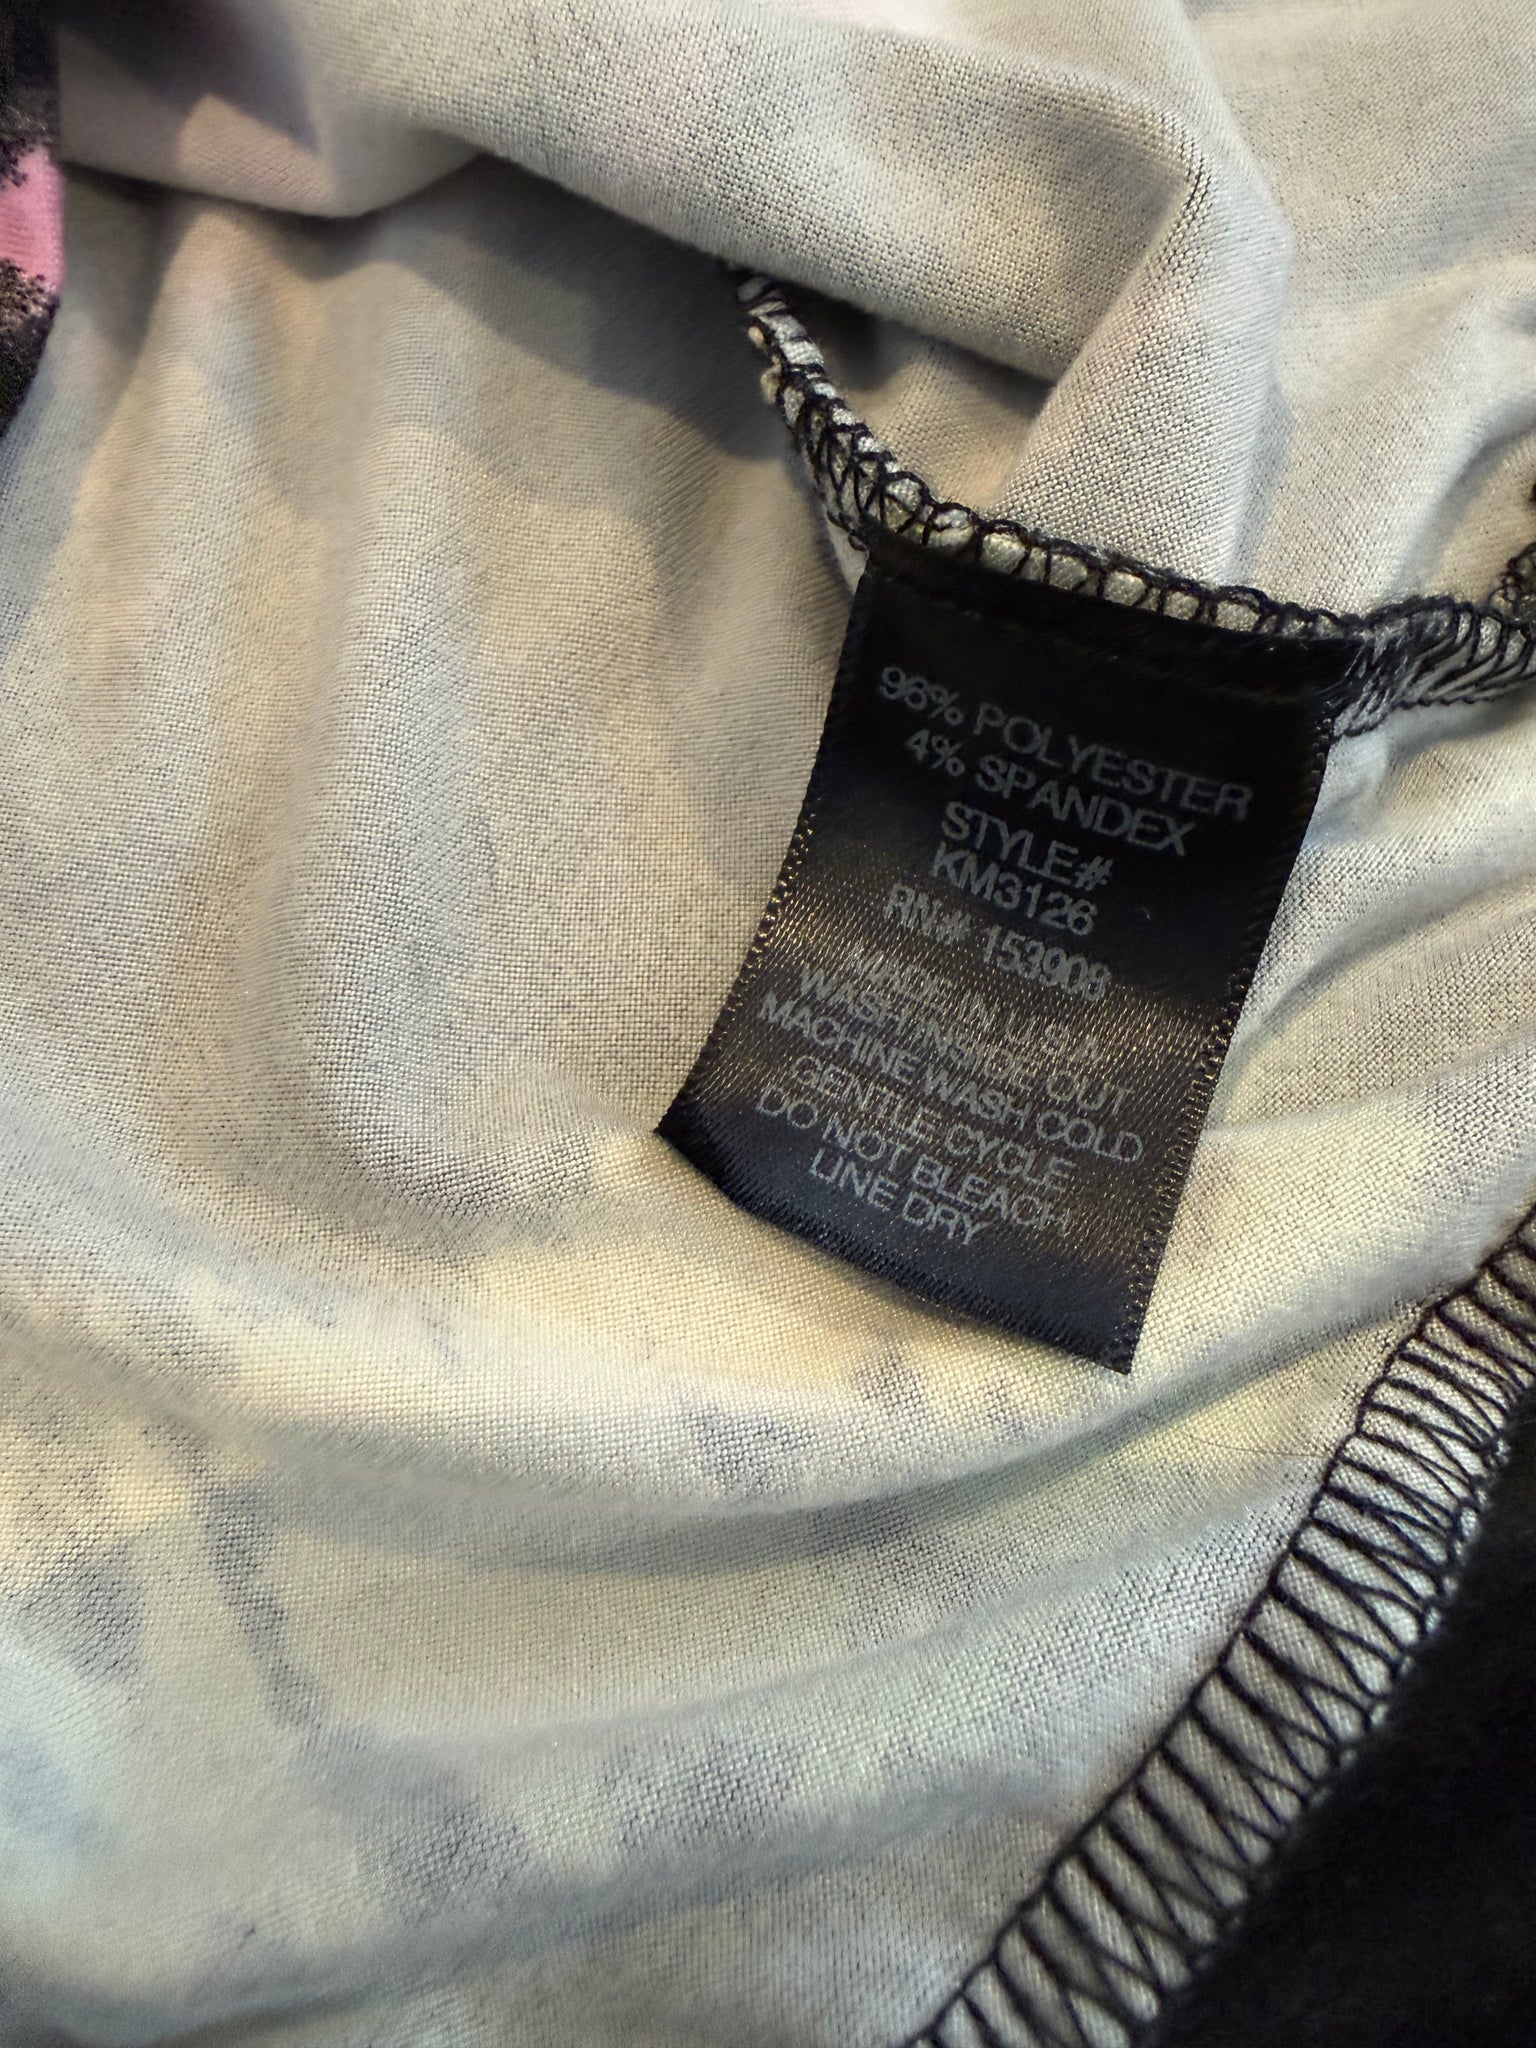 96% POLYESTER
4% SPANDEX
STYLE#
KM3126
RN# 153908
MADE IN U.S.A
WASH INSIDE OUT
MACHINE WASH COLD
GENTLE CYCLE
DO NOT BLEACH
LINE DRY